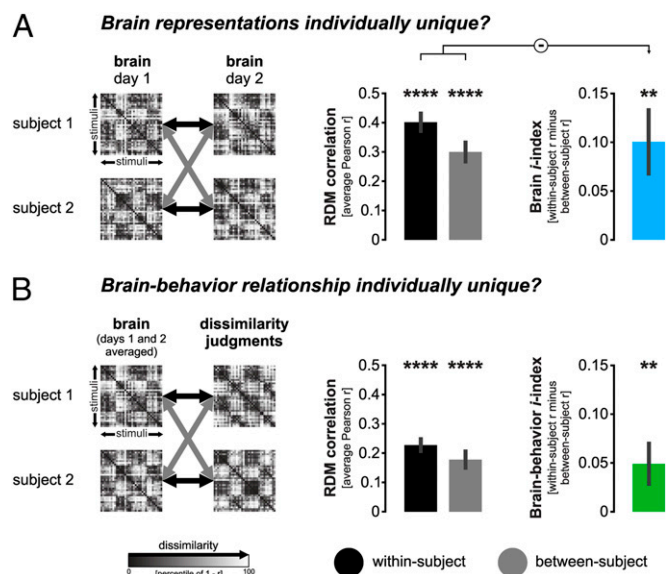 A
Brain representations individually unique?
brain
day 1
brain
day 2
subject 1
stimuli
stimuli
subject 2
RDM correlation
[average Pearson r]
0.5
0.4
0.3
0.2
0.1
0
**** ****
-
Brain i-index
[within-subject r minus
between-subject r]
0.15
0.10
0.05
0
**
B
Brain-behavior relationship individually unique?
brain
(days 1 and 2
averaged)
dissimilarity
judgments
subject 1
stimuli
stimuli
subject 2
RDM correlation
[average Pearson r]
0.5
0.4
0.3
0.2
0.1
0
**** ****
Brain-behavior i-index
[within-subject r minus
between-subject r]
0.15
0.10
0.05
0
**
dissimilarity
0
100
[percentile of 1 - r]
within-subject
between-subject